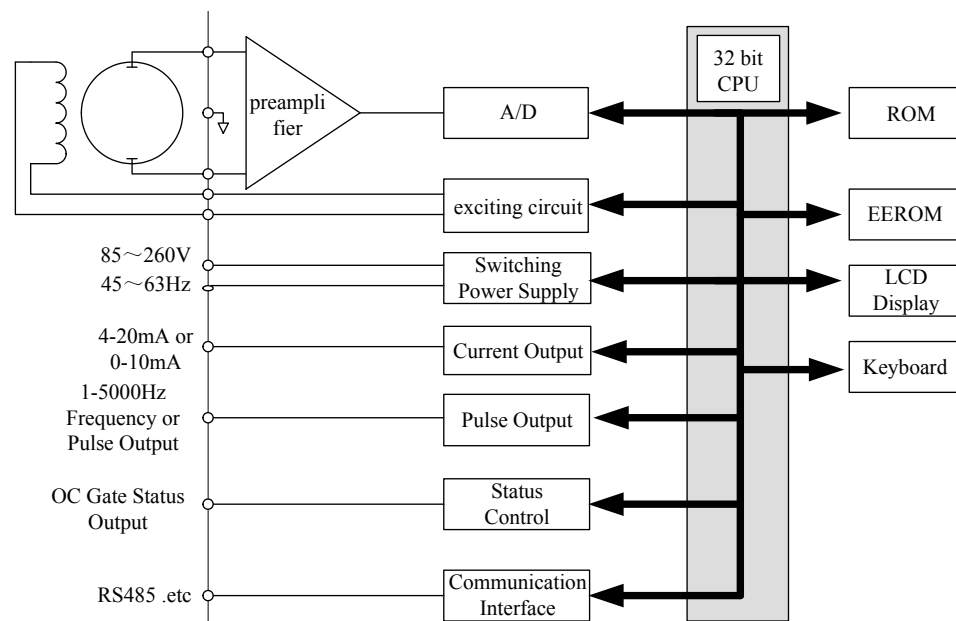 32 bit
CPU
preampli
fier
A/D
ROM
exciting circuit
EEROM
85～260V
45～63Hz
Switching
Power Supply
LCD
Display
4-20mA or
0-10mA
Current Output
Keyboard
1-5000Hz
Frequency or
Pulse Output
Pulse Output
OC Gate Status
Output
Status
Control
RS485 .etc
Communication
Interface